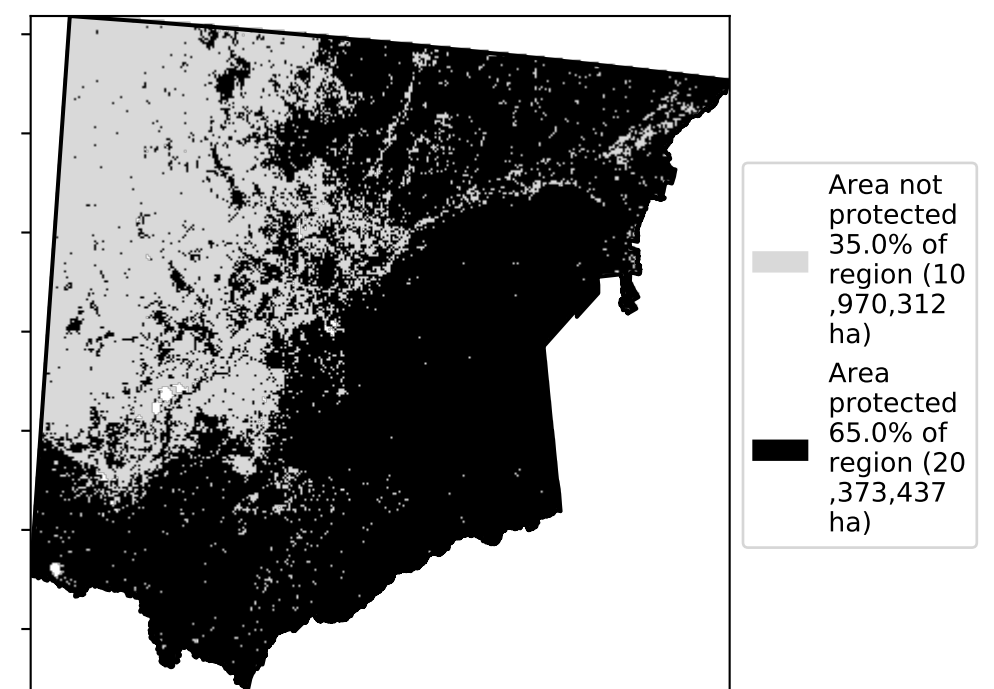 Area not
protected
35.0% of
region (10
,970,312
ha)
Area
protected
65.0% of
region (20
,373,437
ha)